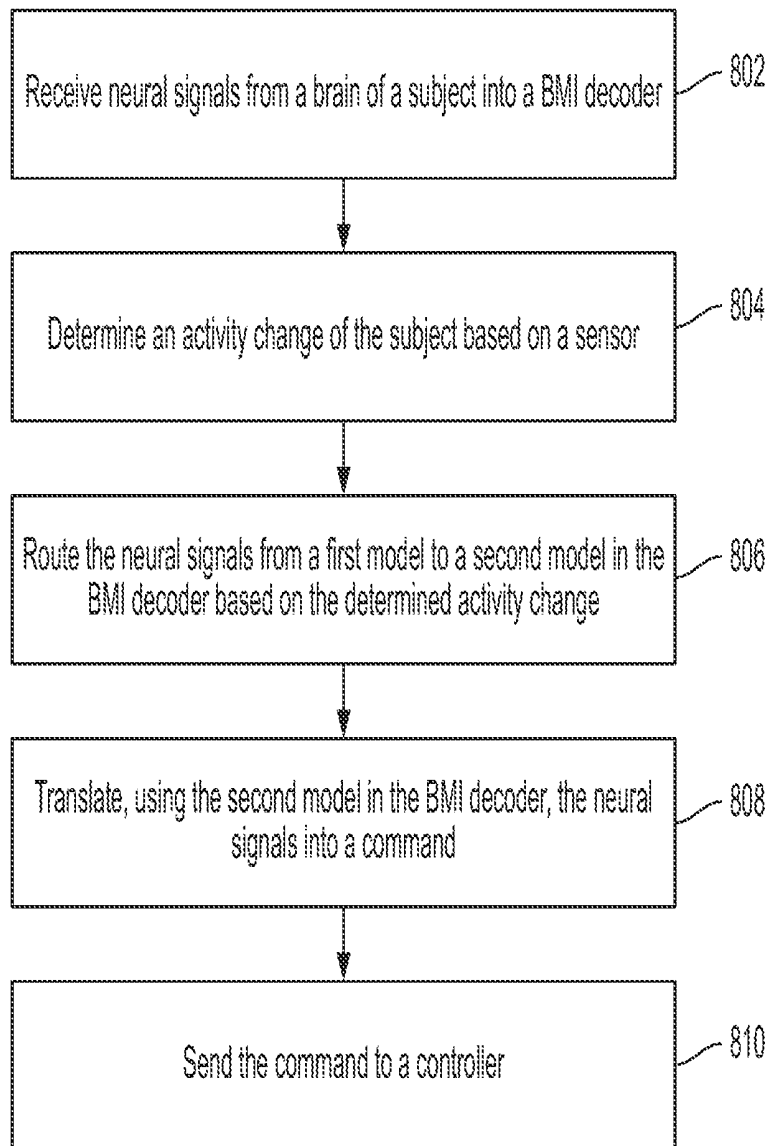 Receive neural signals from a brain of a subject into a BMI decoder
802
Determine an activity change of the subject based on a sensor
804
Route the neural signals from a first model to a second model in the
BMI decoder based on the determined activity change
806
Translate, using the second model in the BMI decoder, the neural
signals into a command
808
Send the command to a controller
810